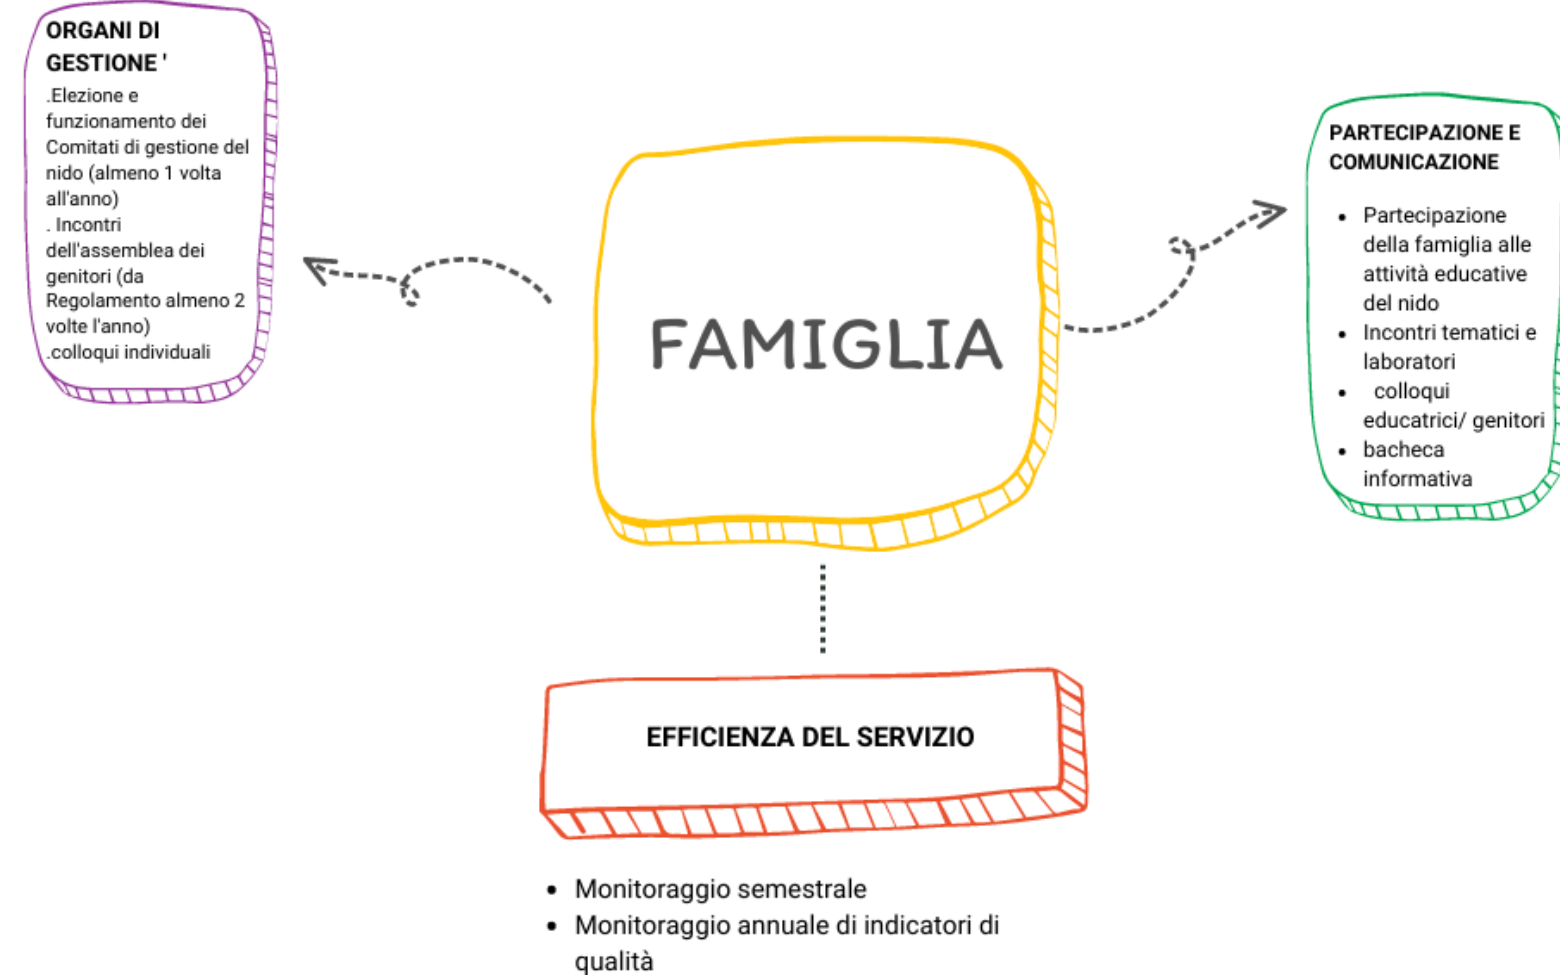 ORGANI DI
GESTIONE '
.Elezione e
funzionamento dei
Comitati di gestione del
nido (almeno 1 volta
all'anno)
. Incontri
dell'assemblea dei
genitori (da
Regolamento almeno 2
volte l'anno)
.colloqui individuali
FAMIGLIA
PARTECIPAZIONE E
COMUNICAZIONE
• Partecipazione
della famiglia alle
attività educative
del nido
• Incontri tematici e
laboratori
• colloqui
educatrici/ genitori
• bacheca
informativa
EFFICIENZA DEL SERVIZIO
• Monitoraggio semestrale
• Monitoraggio annuale di indicatori di
qualità